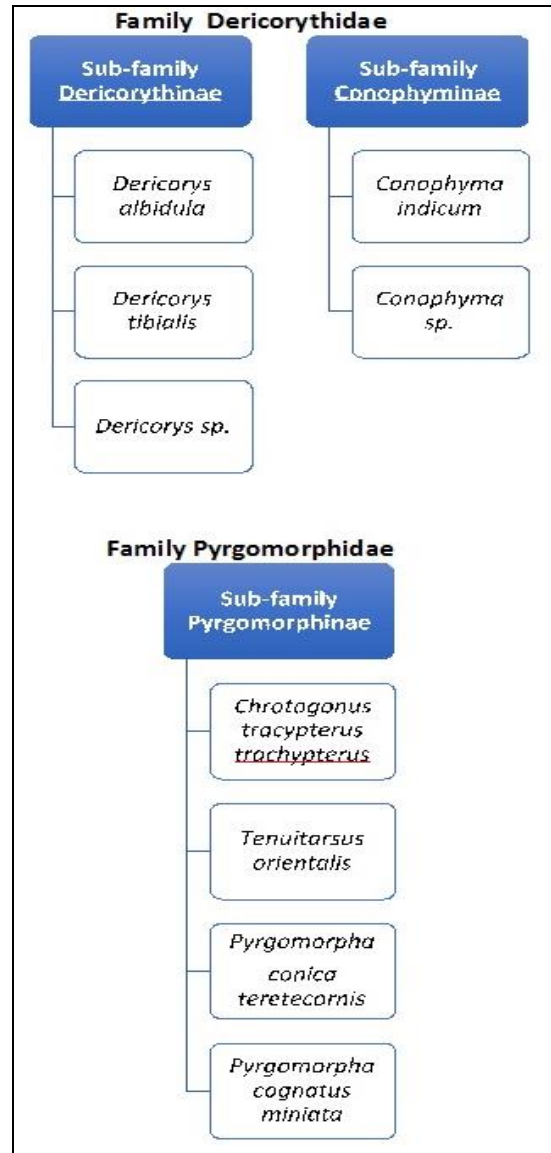 Family Dericorythidae
Sub-family
Dericorythinae
Dericorys
albidula
Dericorys
tibialis
Dericorys sp.
Sub-family
Conophyminae
Conophyma
indicum
Conophyma
sp.
Family Pyrgomorphidae
Sub-family
Pyrgomorphinae
Chrotogonus
tracypterus
trachypterus
Tenuitarsus
orientalis
Pyrgomorpha
conica
teretecornis
Pyrgomorpha
cognatus
miniata